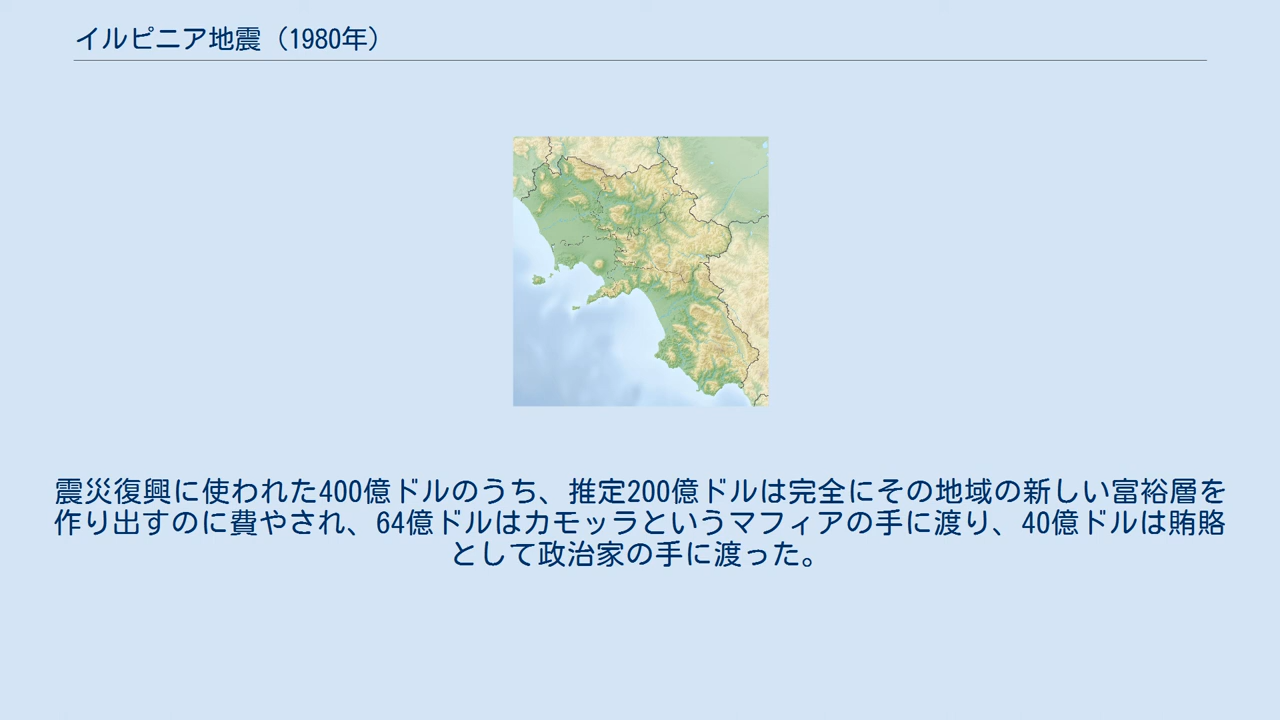 イルピニア地震（1980年）
震災復興に使われた400億ドルのうち、推定200億ドルは完全にその地域の新しい富裕層を
作り出すのに費やされ、64億ドルはカモッラというマフィアの手に渡り、40億ドルは賄賂
として政治家の手に渡った。